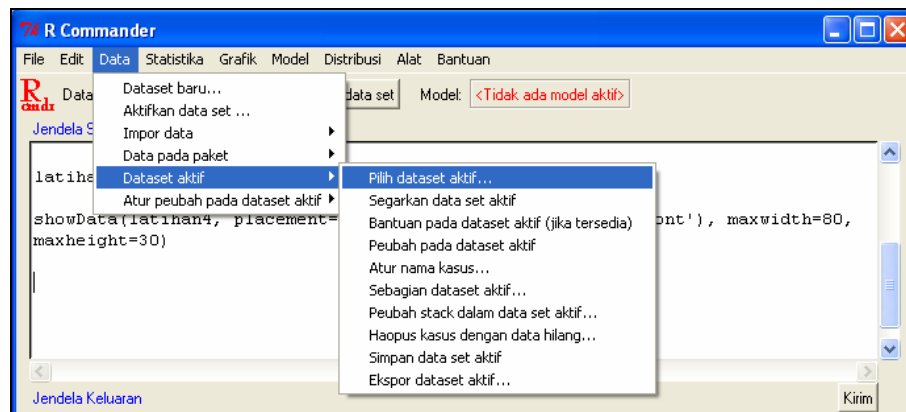 R Commander
File Edit Data Statistika Grafik Model Distribusi Alat Bantuan
R cmdr Data data set Model: <Tidak ada model aktif>
Jendela S
Dataset baru...
Aktifkan data set ...
Impor data
Data pada paket
Dataset aktif
Atur peubah pada dataset aktif
Pilih dataset aktif...
Segarkan data set aktif
Bantuan pada dataset aktif (jika tersedia)
Peubah pada dataset aktif
Atur nama kasus...
Sebagian dataset aktif...
Peubah stack dalam data set aktif...
Haopus kasus dengan data hilang...
Simpan data set aktif
Ekspor dataset aktif...
latiha
showData(latihan4, placement= ont'), maxwidth=80,
maxheight=30)
Jendela Keluaran Kirim